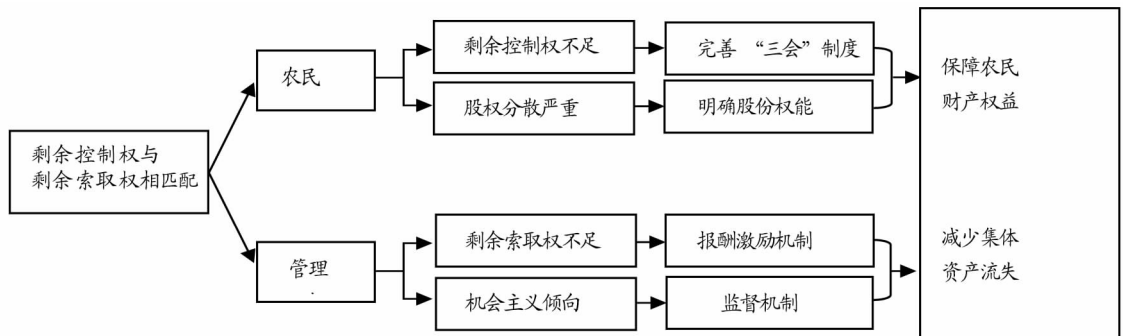 剩余控制权与
剩余索取权相匹配
农民
管理
剩余控制权不足
股权分散严重
剩余索取权不足
机会主义倾向
完善 “三会”制度
明确股份权能
报酬激励机制
监督机制
保障农民
财产权益
减少集体
资产流失